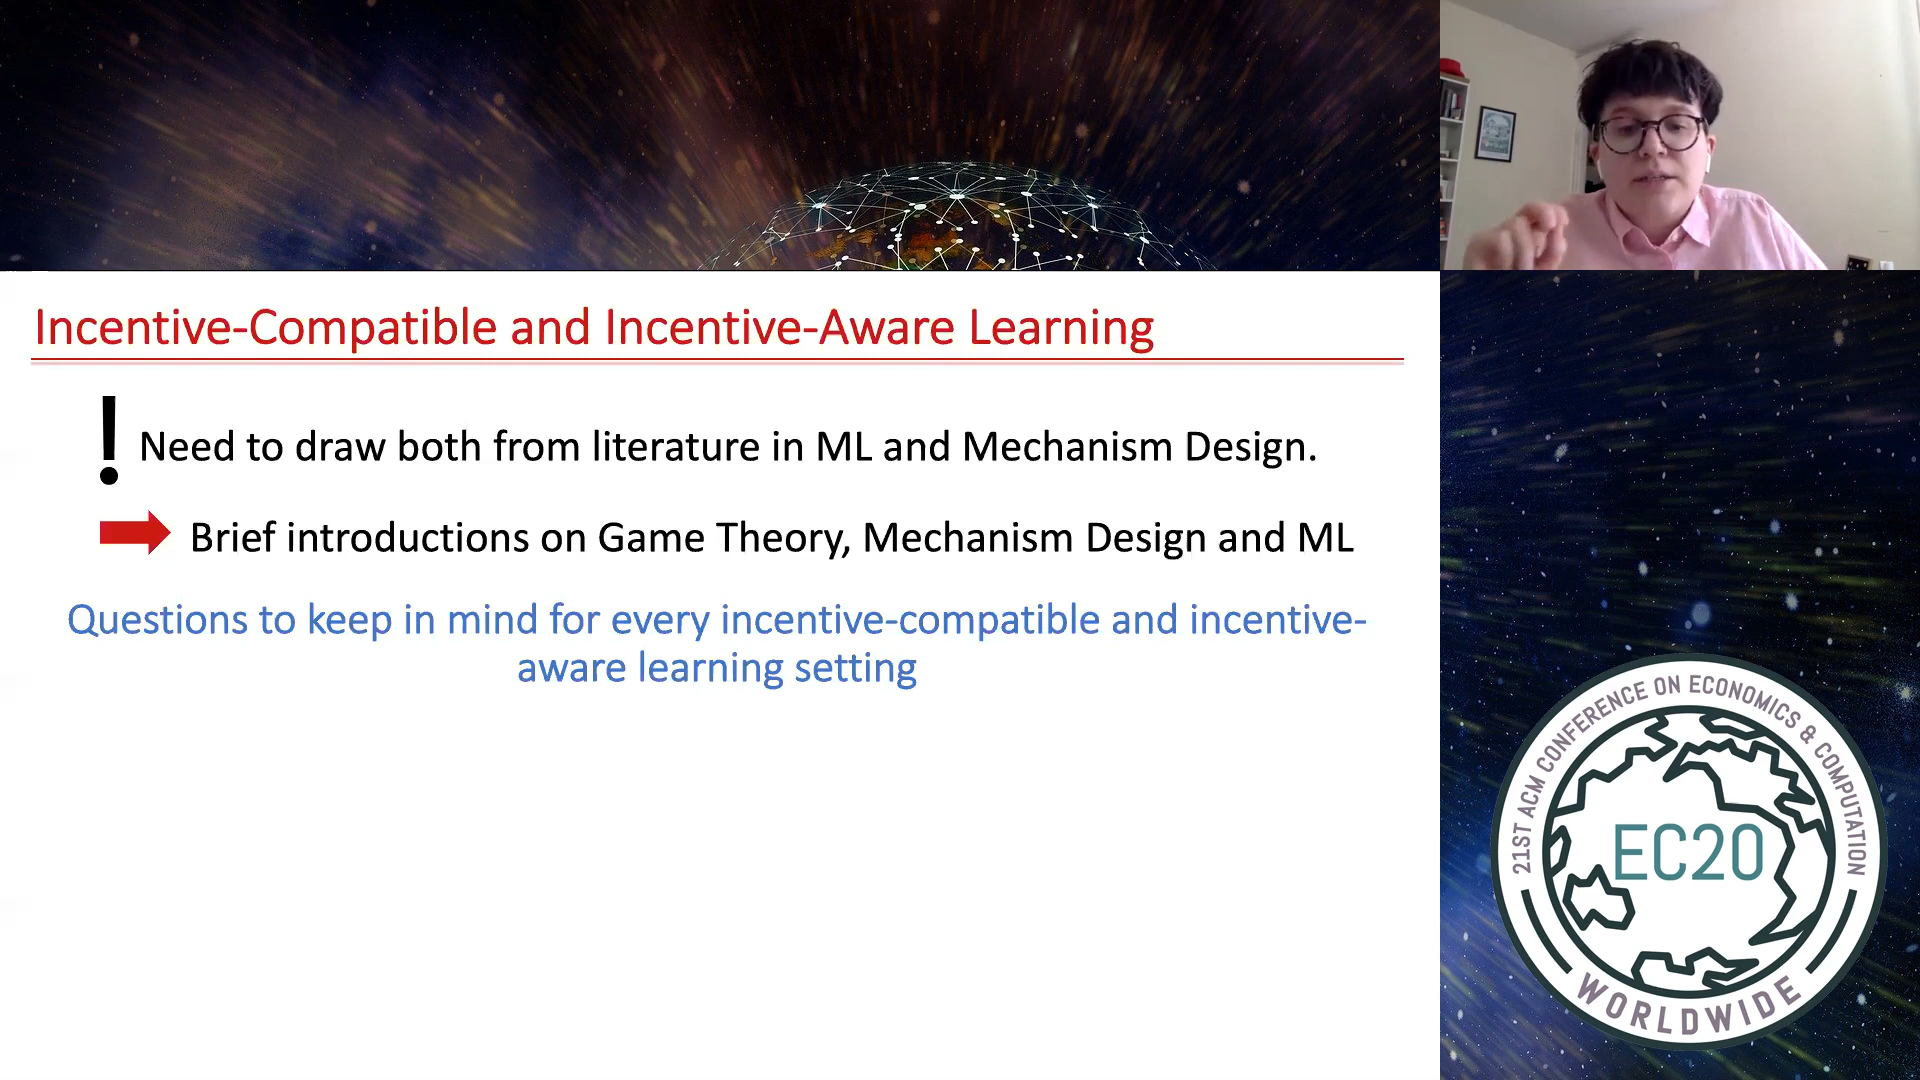 Incentive-Compatible and Incentive-Aware Learning
! Need to draw both from literature in ML and Mechanism Design.
Brief introductions on Game Theory, Mechanism Design and ML
Questions to keep in mind for every incentive-compatible and incentive-
aware learning setting
21ST ACM CONFERENCE ON ECONOMICS & COMPUTATION
EC20
WORLDWIDE